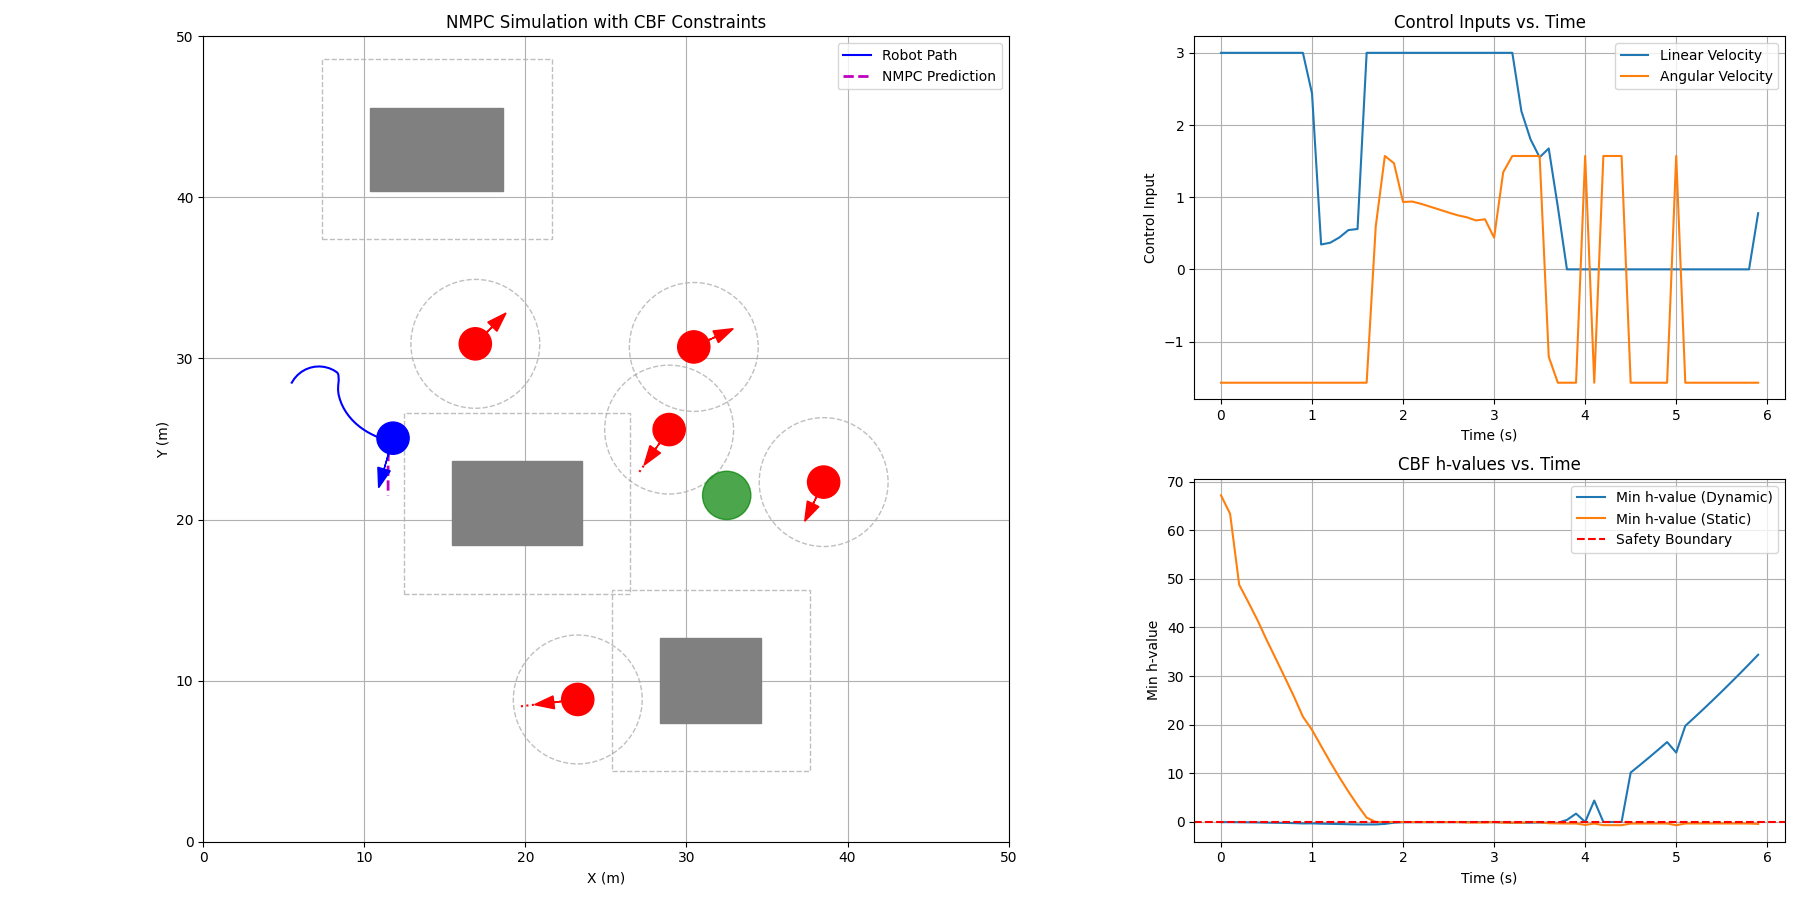 NMPC Simulation with CBF Constraints
Robot Path
NMPC Prediction
50
40
30
20
10
0
Y (m)
0 10 20 30 40 50
X (m)
Control Inputs vs. Time
Linear Velocity
Angular Velocity
3
2
1
0
−1
Control Input
0 1 2 3 4 5 6
Time (s)
CBF h-values vs. Time
Min h-value (Dynamic)
Min h-value (Static)
Safety Boundary
70
60
50
40
30
20
10
0
Min h-value
0 1 2 3 4 5 6
Time (s)